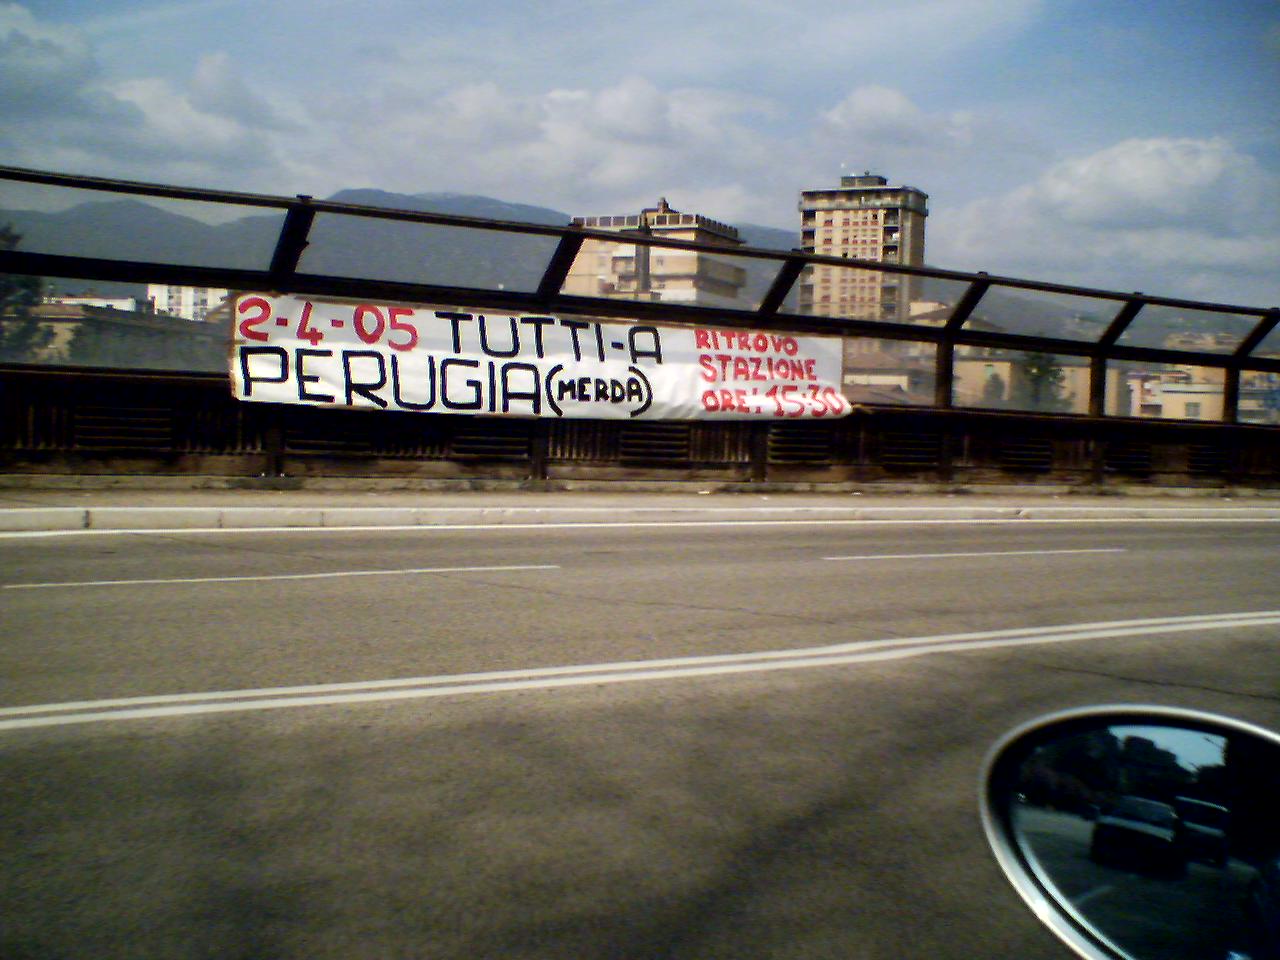 2-4-05 TUTTI-A
PERUGIA(MERDA)
RITROVO
STAZIONE
ORE: 15:30